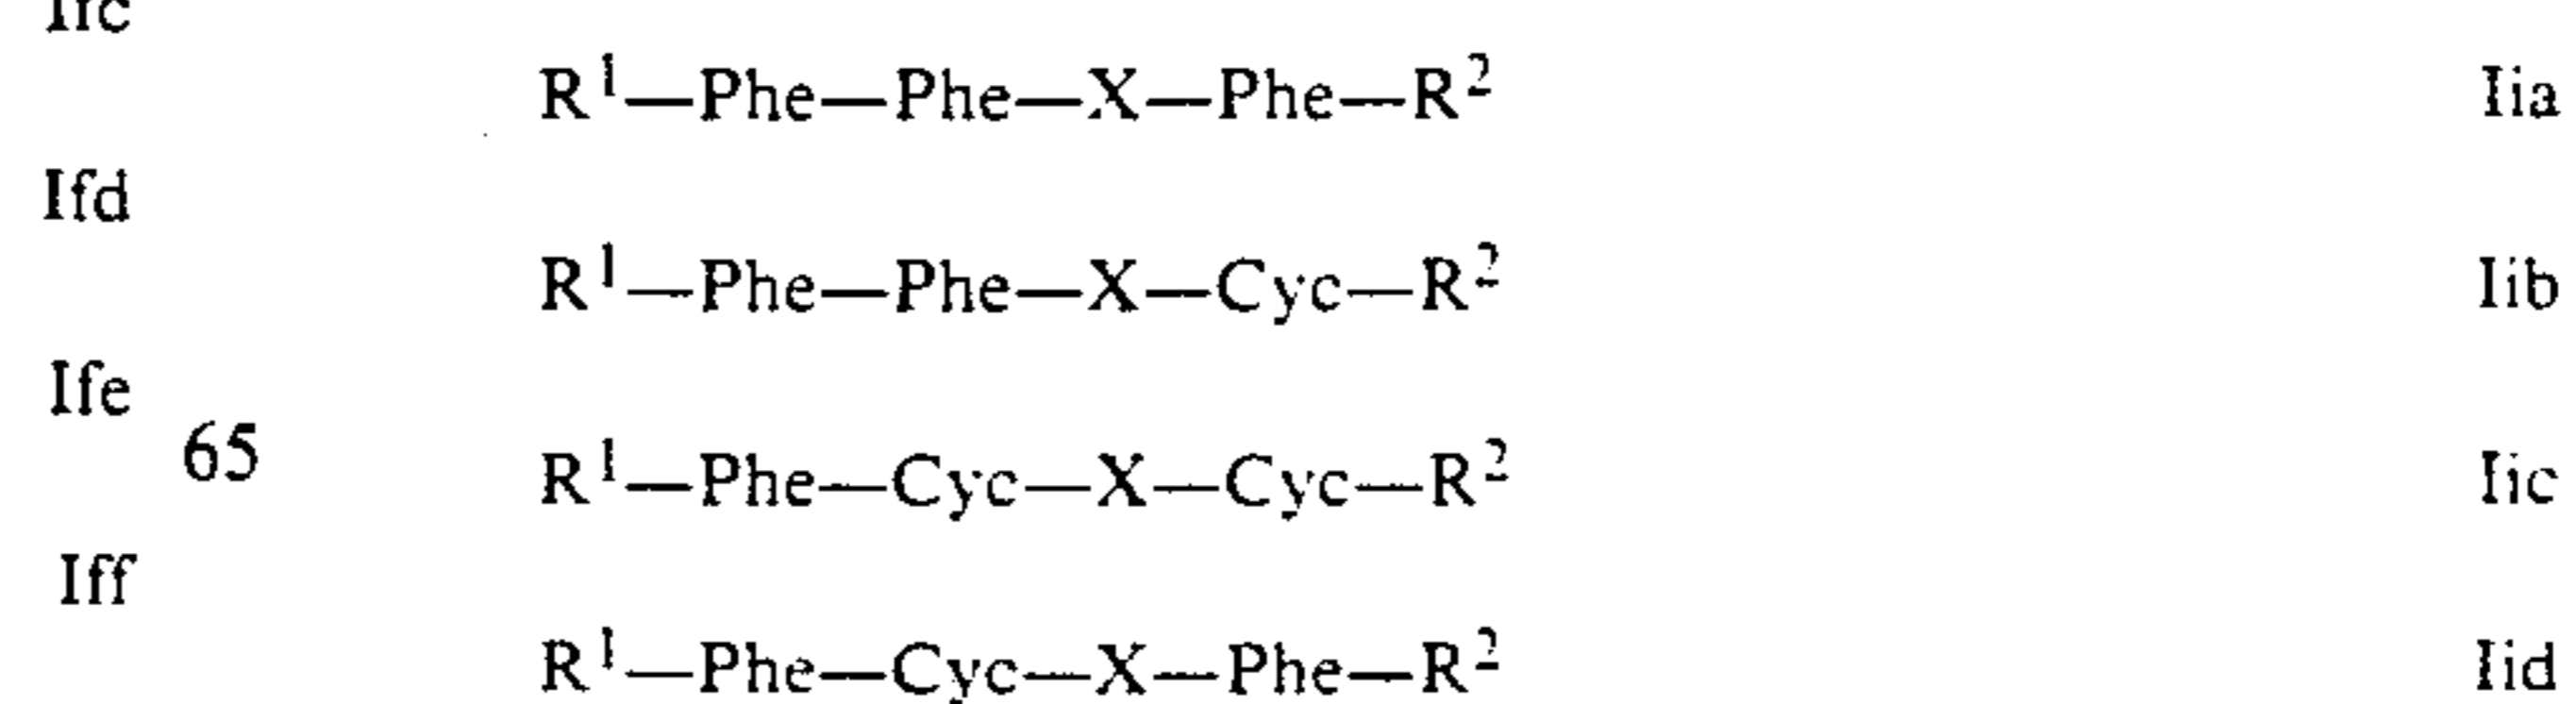 Ifc
R¹—Phe—Phe—X—Phe—R² Iia
Ifd
R¹—Phe—Phe—X—Cyc—R² Iib
Ife
65 R¹—Phe—Cyc—X—Cyc—R² Iic
Iff
R¹—Phe—Cyc—X—Phe—R² Iid